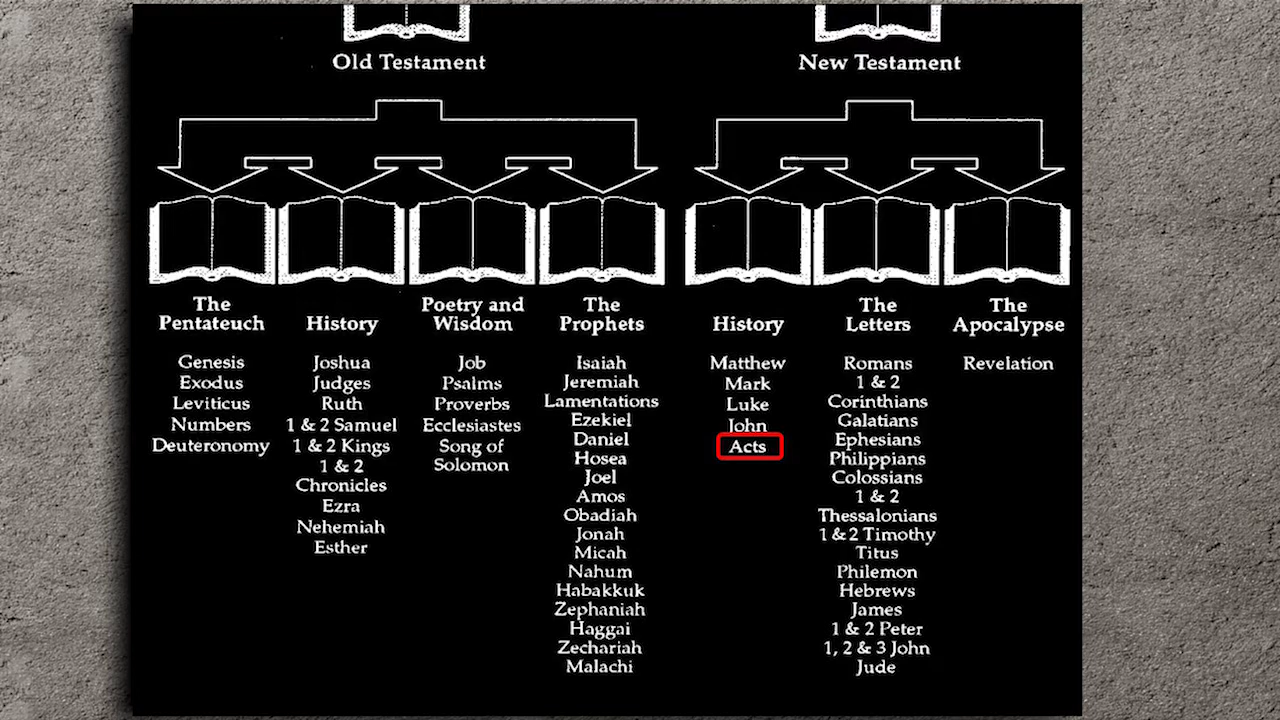 Old Testament
New Testament
The
Pentateuch
Genesis
Exodus
Leviticus
Numbers
Deuteronomy
History
Joshua
Judges
Ruth
1 & 2 Samuel
1 & 2 Kings
1 & 2
Chronicles
Ezra
Nehemiah
Esther
Poetry and
Wisdom
Job
Psalms
Proverbs
Ecclesiastes
Song of
Solomon
The
Prophets
Isaiah
Jeremiah
Lamentations
Ezekiel
Daniel
Hosea
Joel
Amos
Obadiah
Jonah
Micah
Nahum
Habakkuk
Zephaniah
Haggai
Zechariah
Malachi
History
Matthew
Mark
Luke
John
Acts
The
Letters
Romans
1 & 2
Corinthians
Galatians
Ephesians
Philippians
Colossians
1 & 2
Thessalonians
1 & 2 Timothy
Titus
Philemon
Hebrews
James
1 & 2 Peter
1, 2 & 3 John
Jude
The
Apocalypse
Revelation